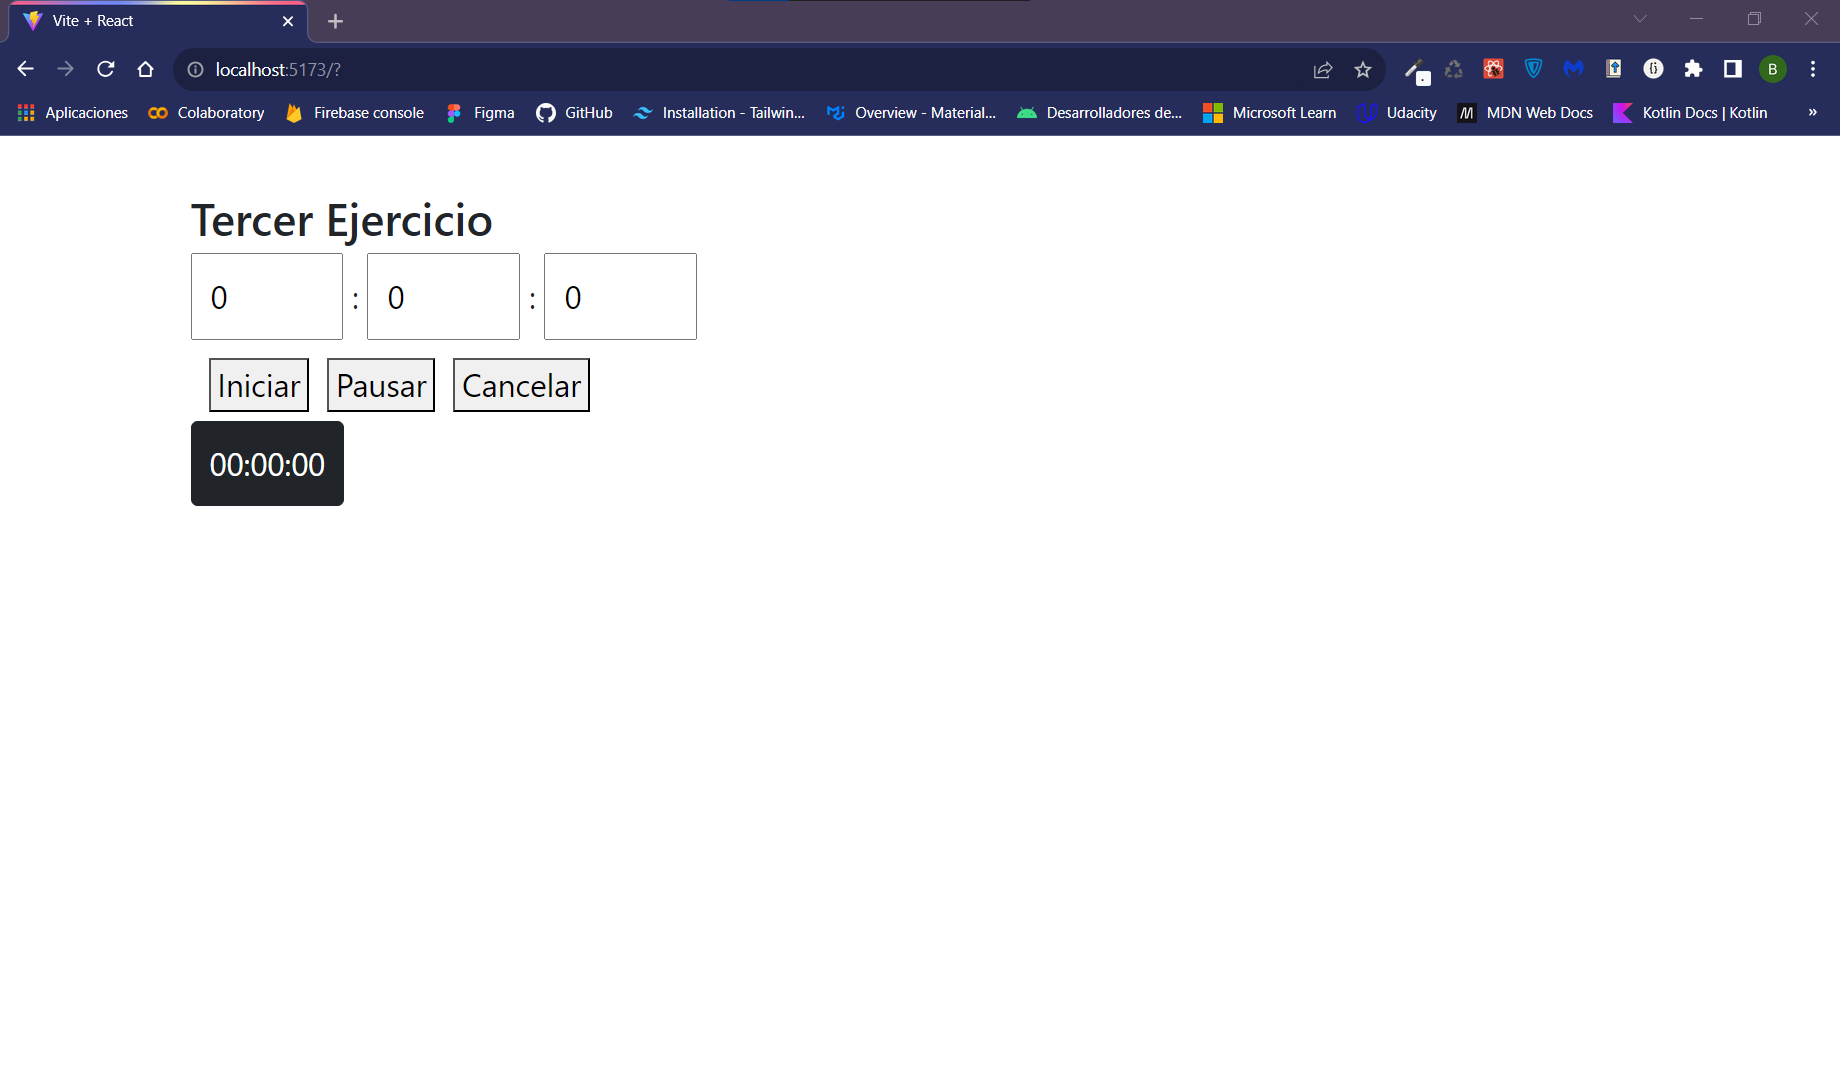 Vite + React
localhost:5173/?
Aplicaciones Colaboratory Firebase console Figma GitHub Installation - Tailwin... Overview - Material... Desarrolladores de... Microsoft Learn Udacity MDN Web Docs Kotlin Docs | Kotlin »
Tercer Ejercicio
0 : 0 : 0
Iniciar Pausar Cancelar
00:00:00
B